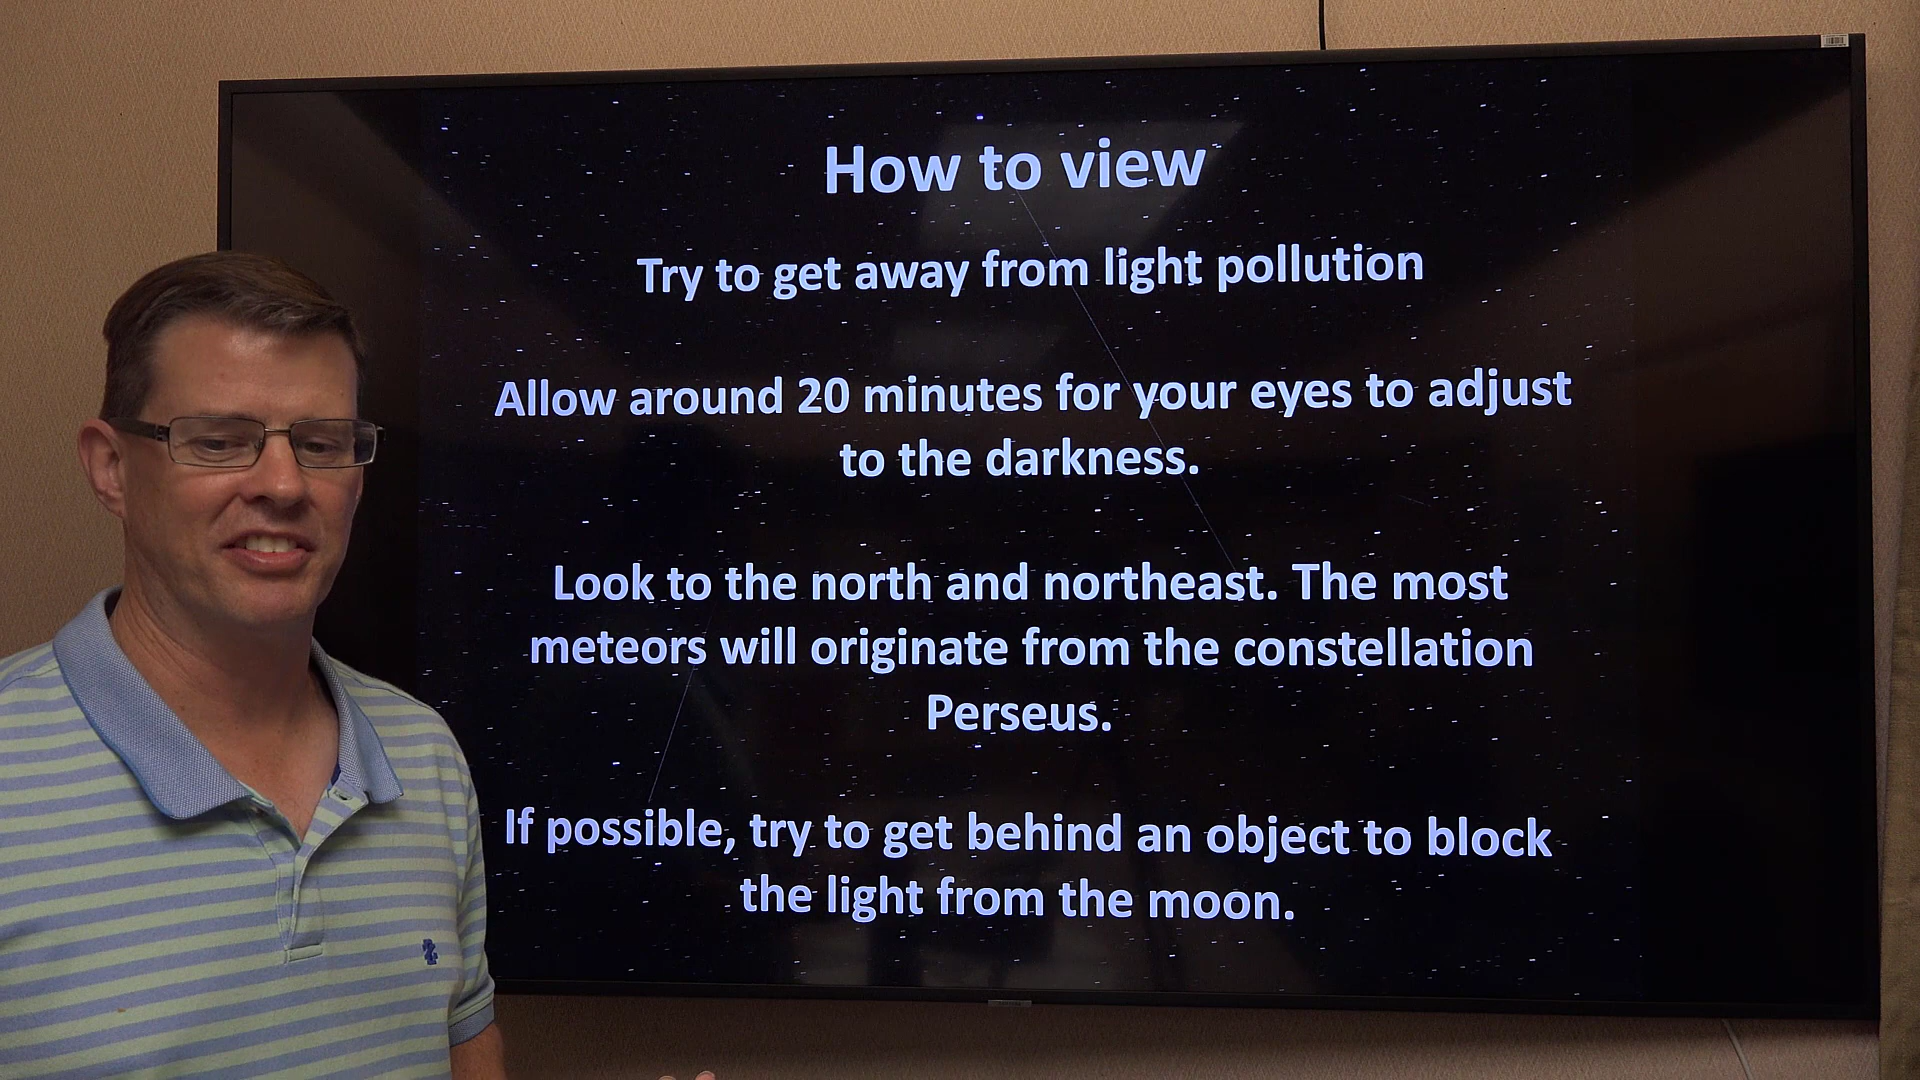 How to view
Try to get away from light pollution
Allow around 20 minutes for your eyes to adjust
to the darkness.
Look to the north and northeast. The most
meteors will originate from the constellation
Perseus.
If possible, try to get behind an object to block
the light from the moon.